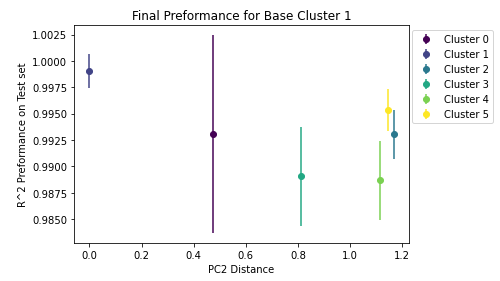 Final Preformance for Base Cluster 1
R^2 Preformance on Test set
1.0025
1.0000
0.9975
0.9950
0.9925
0.9900
0.9875
0.9850
0.0 0.2 0.4 0.6 0.8 1.0 1.2
PC2 Distance
Cluster 0
Cluster 1
Cluster 2
Cluster 3
Cluster 4
Cluster 5